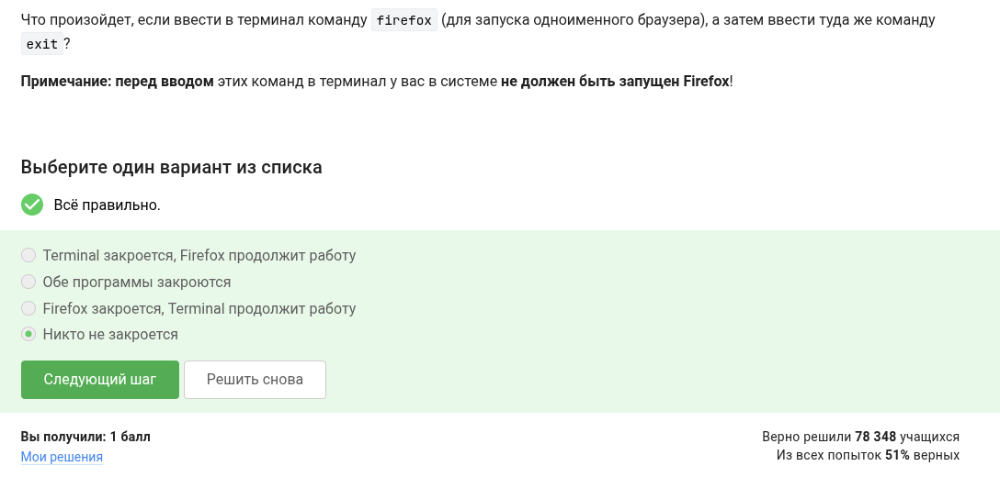 Что произойдет, если ввести в терминал команду firefox (для запуска одноименного браузера), а затем ввести туда же команду
exit ?
Примечание: перед вводом этих команд в терминал у вас в системе не должен быть запущен Firefox!
Выберите один вариант из списка
Всё правильно.
Terminal закроется, Firefox продолжит работу
Обе программы закроются
Firefox закроется, Terminal продолжит работу
Никто не закроется
Следующий шаг
Решить снова
Вы получили: 1 балл
Мои решения
Верно решили 78 348 учащихся
Из всех попыток 51% верных